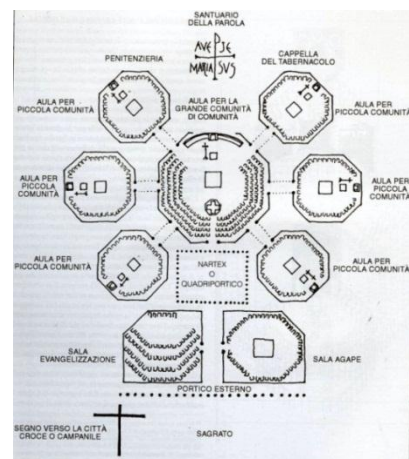 SANTUARIO
DELLA PAROLA
AVE JE
MARIA SVS
PENITENZIERIA
CAPPELLA
DEL TABERNACOLO
AULA PER
PICCOLA COMUNITÀ
AULA PER LA
GRANDE COMUNITÀ
DI COMUNITÀ
AULA PER
PICCOLA COMUNITÀ
AULA PER
PICCOLA
COMUNITÀ
AULA PER
PICCOLA
COMUNITÀ
AULA PER
PICCOLA COMUNITÀ
NARTEX
O
QUADRIPORTICO
AULA PER
PICCOLA COMUNITÀ
SALA
EVANGELIZZAZIONE
SALA AGAPE
PORTICO ESTERNO
SEGNO VERSO LA CITTÀ
CROCE O CAMPANILE
SAGRATO